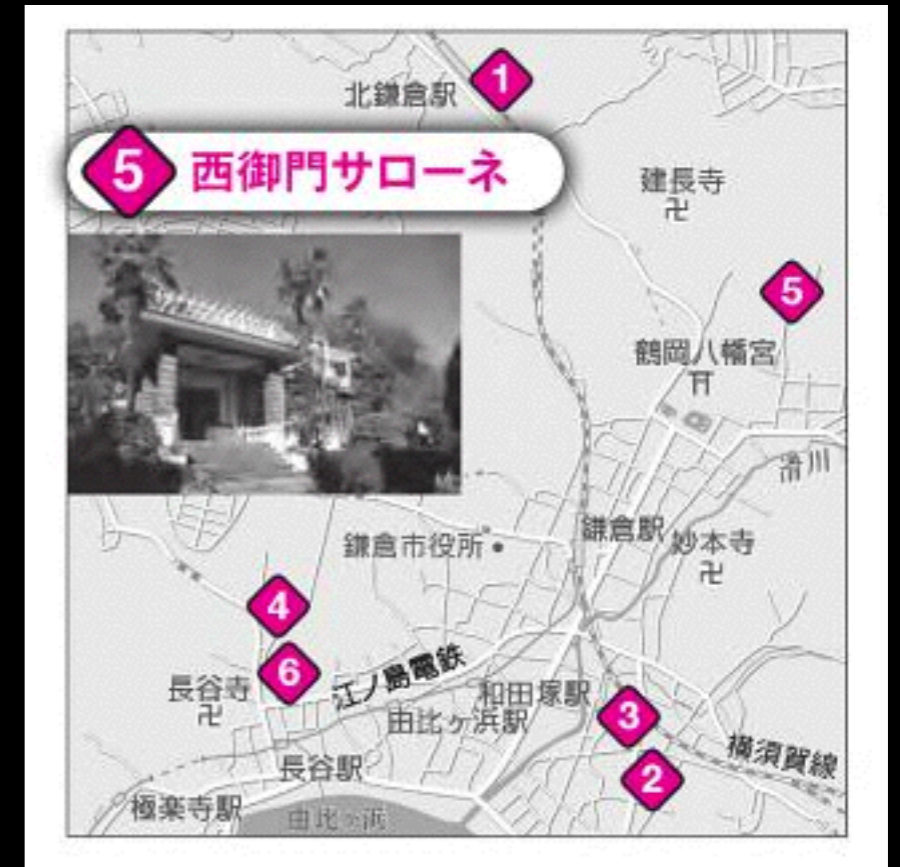 1
北鎌倉駅
5 西御門サローネ
建長寺
卍
5
鶴岡八幡宮
滑川
鎌倉駅
妙本寺
卍
鎌倉市役所
4
6
江ノ島電鉄
長谷寺
卍
和田塚駅
由比ヶ浜駅
3
横須賀線
2
長谷駅
極楽寺駅
由比ヶ浜